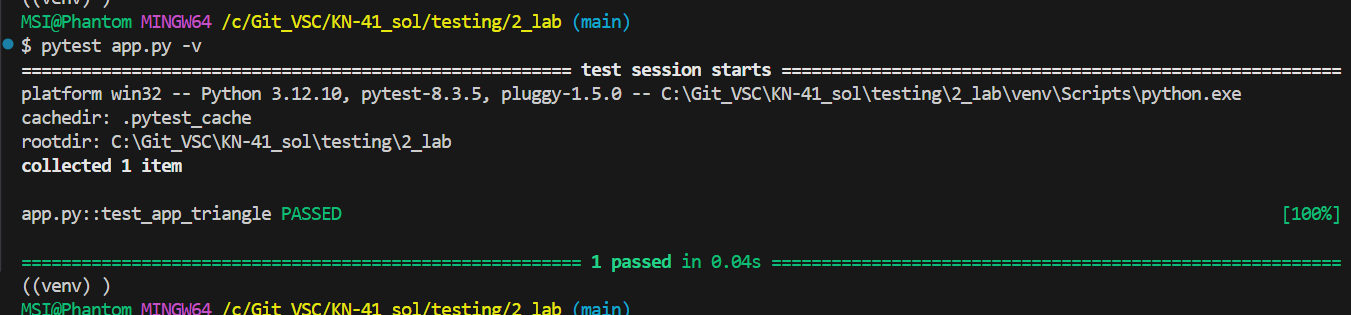 ((venv) )
MSI@Phantom MINGW64 /c/Git_VSC/KN-41_sol/testing/2_lab (main)
$ pytest app.py -v
======================================================= test session starts ========================================================
platform win32 -- Python 3.12.10, pytest-8.3.5, pluggy-1.5.0 -- C:\Git_VSC\KN-41_sol\testing\2_lab\venv\Scripts\python.exe
cachedir: .pytest_cache
rootdir: C:\Git_VSC\KN-41_sol\testing\2_lab
collected 1 item
app.py::test_app_triangle PASSED [100%]
======================================================== 1 passed in 0.04s =========================================================
((venv) )
MSI@Phantom MINGW64 /c/Git_VSC/KN-41_sol/testing/2_lab (main)